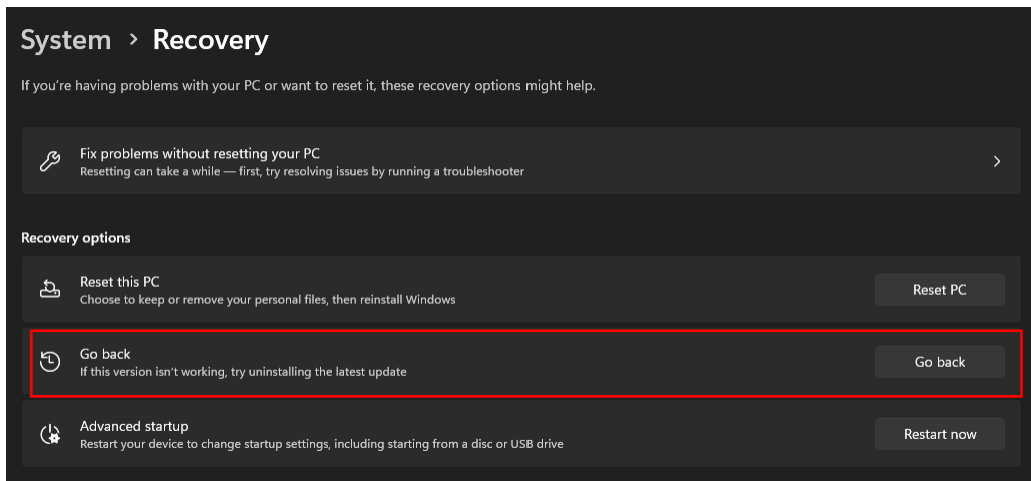 System > Recovery
If you're having problems with your PC or want to reset it, these recovery options might help.
Fix problems without resetting your PC
Resetting can take a while — first, try resolving issues by running a troubleshooter
Recovery options
Reset this PC
Choose to keep or remove your personal files, then reinstall Windows
Reset PC
Go back
If this version isn't working, try uninstalling the latest update
Go back
Advanced startup
Restart your device to change startup settings, including starting from a disc or USB drive
Restart now